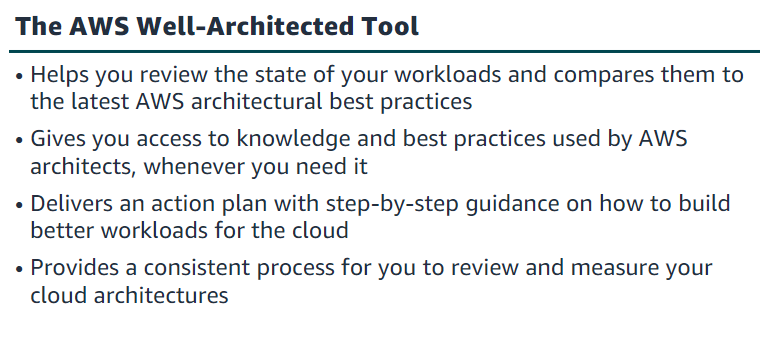 The AWS Well-Architected Tool
• Helps you review the state of your workloads and compares them to
the latest AWS architectural best practices
• Gives you access to knowledge and best practices used by AWS
architects, whenever you need it
• Delivers an action plan with step-by-step guidance on how to build
better workloads for the cloud
• Provides a consistent process for you to review and measure your
cloud architectures